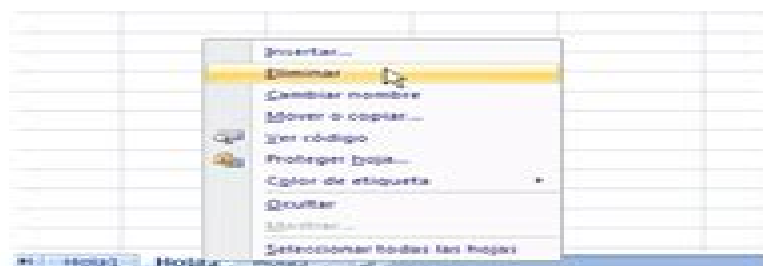 Insertar...
Eliminar
Cambiar nombre
Mover o copiar...
Ver código
Proteger hoja...
Color de etiqueta
Ocultar
Mostrar...
Seleccionar todas las hojas
Hoja1